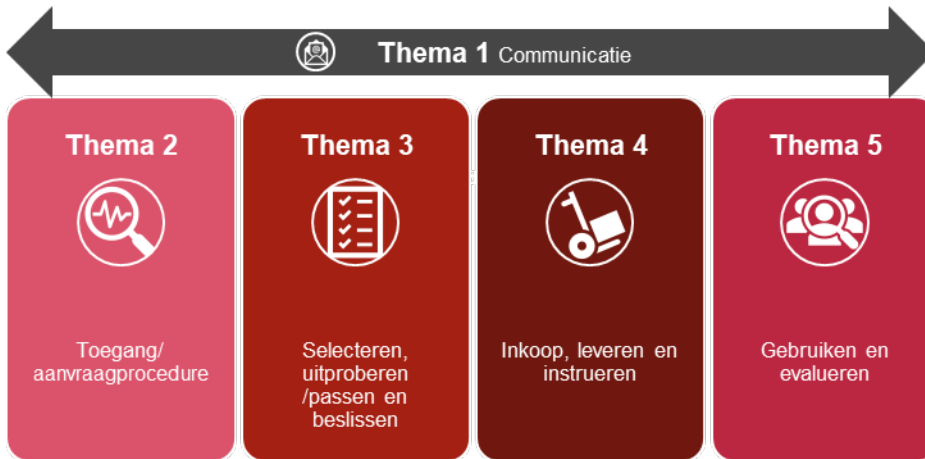 Thema 1 Communicatie
Thema 2
Toegang/
aanvraagprocedure
Thema 3
Selecteren,
uitproberen
/passen en
beslissen
Thema 4
Inkoop, leveren en
instrueren
Thema 5
Gebruiken en
evalueren